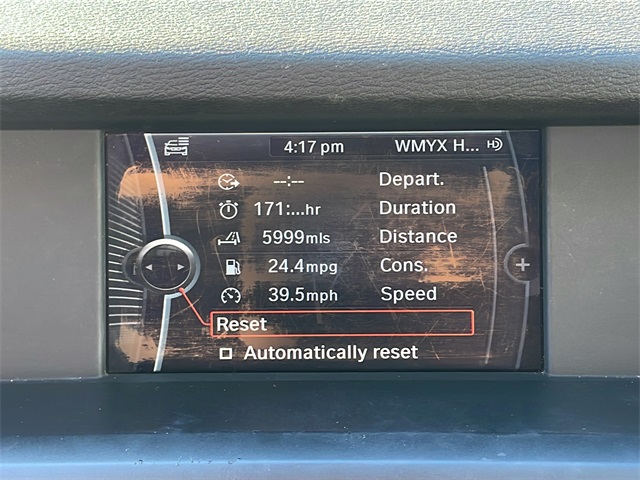 4:17 pm WMYX H... HD
--:-- Depart.
171:...hr Duration
5999mls Distance
24.4mpg Cons.
39.5mph Speed
Reset
Automatically reset